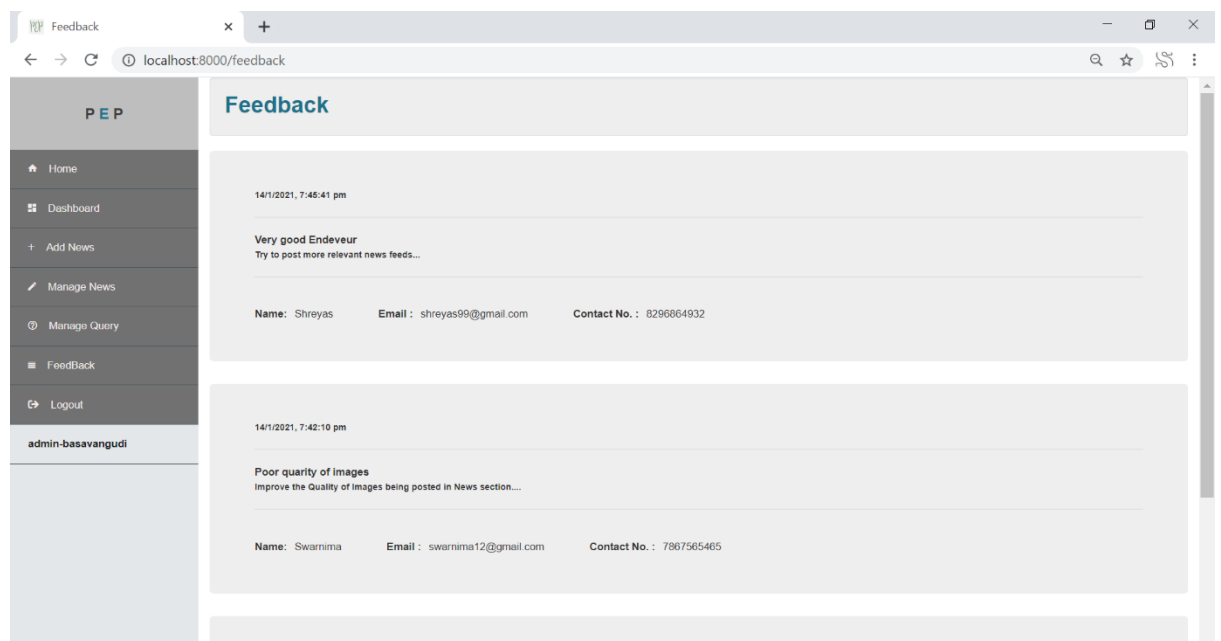 Feedback
localhost:8000/feedback
PEP
Feedback
Home
Dashboard
+ Add News
Manage News
Manage Query
FeedBack
Logout
admin-basavangudi
14/1/2021, 7:45:41 pm
Very good Endeveur
Try to post more relevant news feeds...
Name: Shreyas Email : shreyas99@gmail.com Contact No. : 8296864932
14/1/2021, 7:42:10 pm
Poor quarity of images
Improve the Quality of Images being posted in News section....
Name: Swarnima Email : swarnima12@gmail.com Contact No. : 7867565465